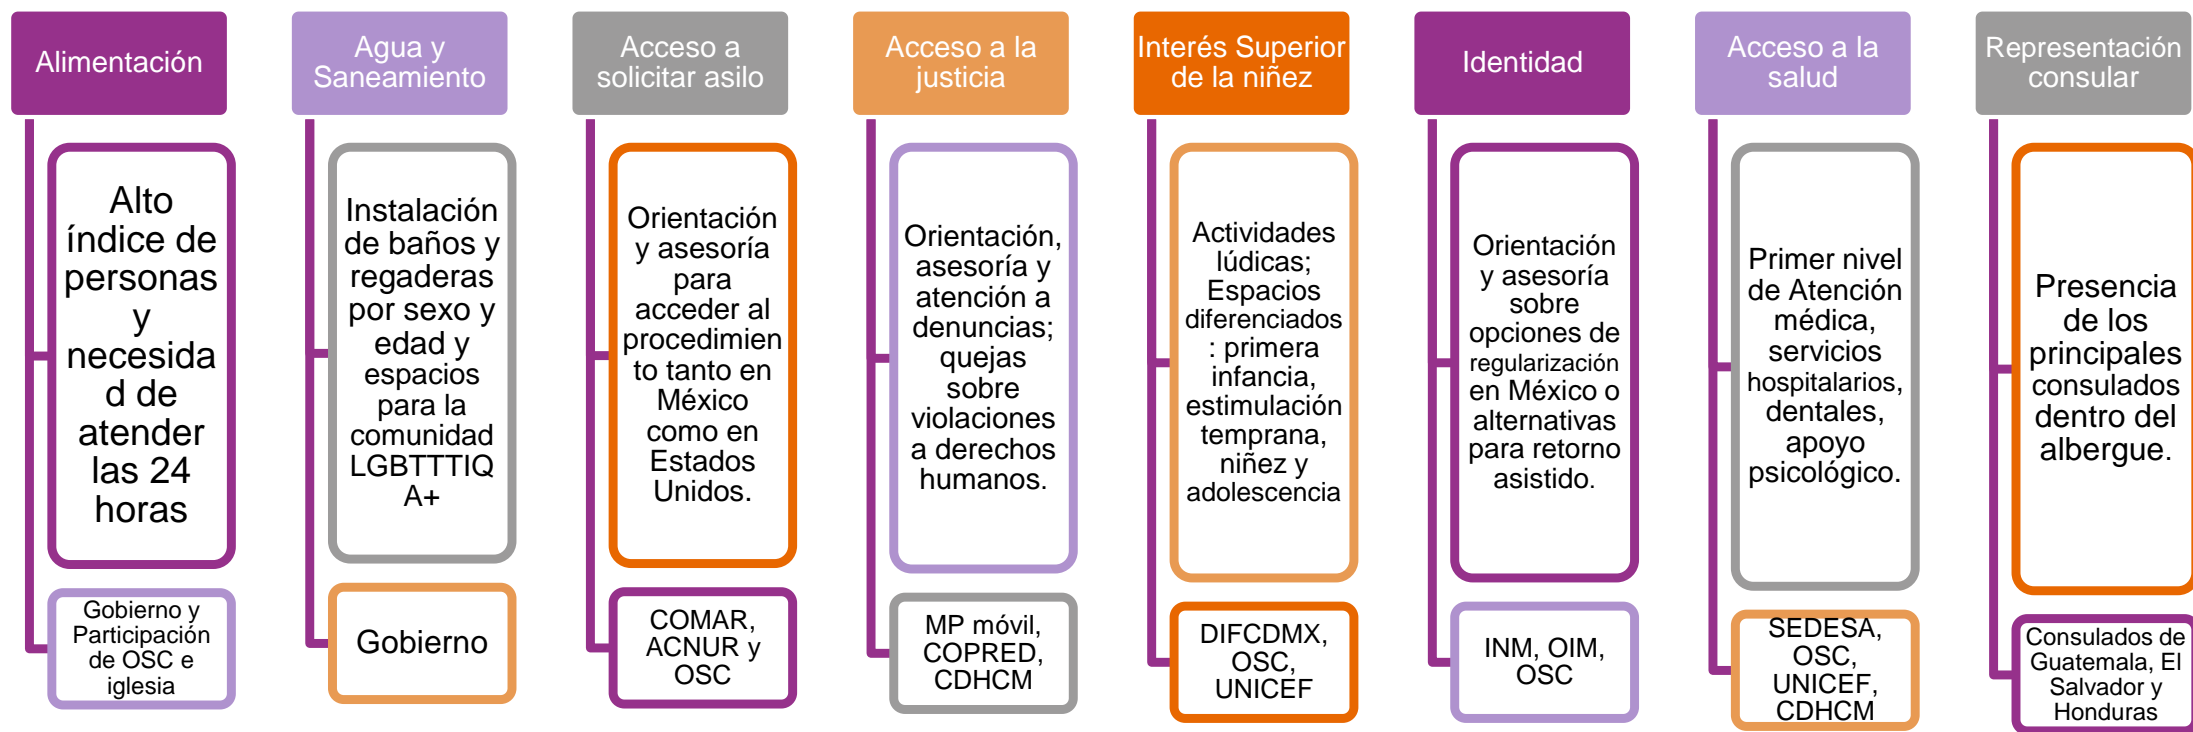 Alimentación
Alto
índice de
personas
y
necesida
d de
atender
las 24
horas
Gobierno y
Participación
de OSC e
iglesia
Agua y
Saneamiento
Instalación
de baños y
regaderas
por sexo y
edad y
espacios
para la
comunidad
LGBTTTIQ
A+
Gobierno
Acceso a
solicitar asilo
Orientación
y asesoría
para
acceder al
procedimien
to tanto en
México
como en
Estados
Unidos.
COMAR,
ACNUR y
OSC
Acceso a la
justicia
Orientación,
asesoría y
atención a
denuncias;
quejas
sobre
violaciones
a derechos
humanos.
MP móvil,
COPRED,
CDHCM
Interés Superior
de la niñez
Actividades
lúdicas;
Espacios
diferenciados
: primera
infancia,
estimulación
temprana,
niñez y
adolescencia
DIFCDMX,
OSC,
UNICEF
Identidad
Orientación
y asesoría
sobre
opciones de
regularización
en México o
alternativas
para retorno
asistido.
INM, OIM,
OSC
Acceso a la
salud
Primer nivel
de Atención
médica,
servicios
hospitalarios,
dentales,
apoyo
psicológico.
SEDESA,
OSC,
UNICEF,
CDHCM
Representación
consular
Presencia
de los
principales
consulados
dentro del
albergue.
Consulados de
Guatemala, El
Salvador y
Honduras